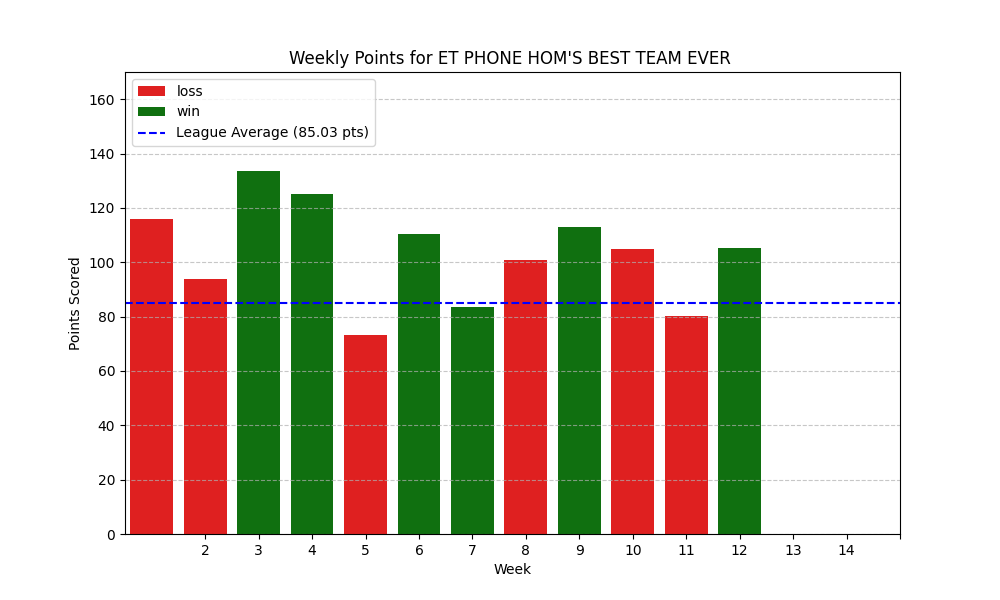 Weekly Points for ET PHONE HOM'S BEST TEAM EVER
loss
win
League Average (85.03 pts)
Points Scored
160
140
120
100
80
60
40
20
0
2 3 4 5 6 7 8 9 10 11 12 13 14
Week